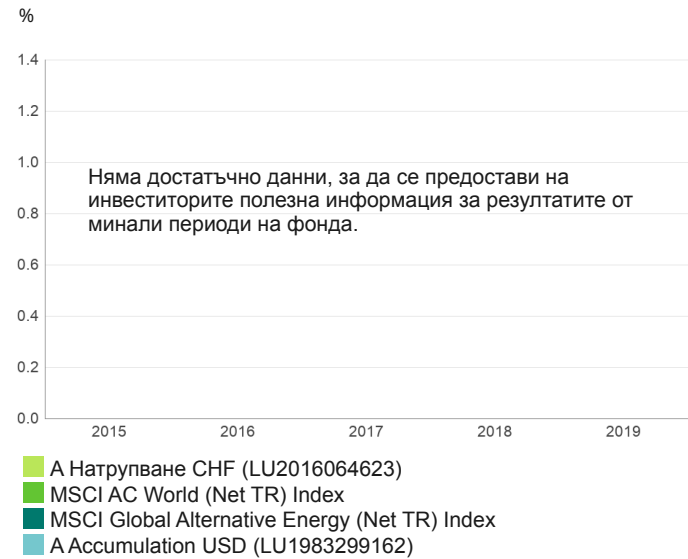 %
1.4
1.2
1.0
Няма достатъчно данни, за да се предостави на
инвеститорите полезна информация за резултатите от
0.8
минали периоди на фонда.
0.6
0.4
0.2
0.0
2015 2016 2017 2018 2019
А Натрупване CHF (LU2016064623)
MSCI AC World (Net TR) Index
MSCI Global Alternative Energy (Net TR) Index
A Accumulation USD (LU1983299162)